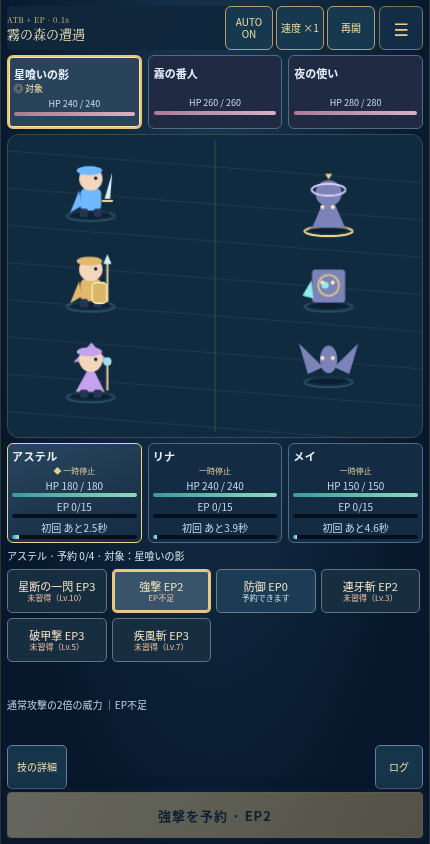 ATB + EP · 0.1s
霧の森の遭遇
AUTO ON
速度 ×1
再開
☰
星喰いの影
◎ 対象
HP 240 / 240
霧の番人
HP 260 / 260
夜の使い
HP 280 / 280
アステル
◆ 一時停止
HP 180 / 180
EP 0/15
初回 あと2.5秒
リナ
一時停止
HP 240 / 240
EP 0/15
初回 あと3.9秒
メイ
一時停止
HP 150 / 150
EP 0/15
初回 あと4.6秒
アステル · 予約 0/4 · 対象：星喰いの影
星断の一閃 EP3
未習得（Lv.10）
強撃 EP2
EP不足
防御 EP0
予約できます
連牙斬 EP2
未習得（Lv.3）
破甲撃 EP3
未習得（Lv.5）
疾風斬 EP3
未習得（Lv.7）
通常攻撃の2倍の威力 ｜EP不足
技の詳細
ログ
強撃を予約 · EP2